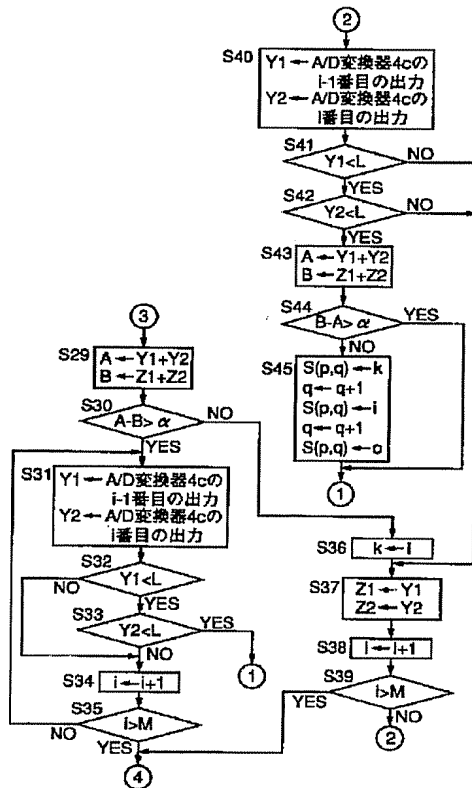 2
S40
Y1←A/D変換器4cの
i-1番目の出力
Y2←A/D変換器4cの
i番目の出力
S41
Y1<L
NO
YES
S42
Y2<L
NO
YES
S43
A←Y1+Y2
B←Z1+Z2
S44
B-A>α
YES
NO
S45
S(p,q)←k
q←q+1
S(p,q)←i
q←q+1
S(p,q)←o
1
3
S29
A←Y1+Y2
B←Z1+Z2
S30
A-B>α
NO
YES
S31
Y1←A/D変換器4cの
i-1番目の出力
Y2←A/D変換器4cの
i番目の出力
S32
Y1<L
NO
YES
S33
Y2<L
YES
NO
1
S34
i←i+1
S35
i>M
NO
YES
4
S36
k←i
S37
Z1←Y1
Z2←Y2
S38
i←i+1
S39
i>M
YES
NO
2